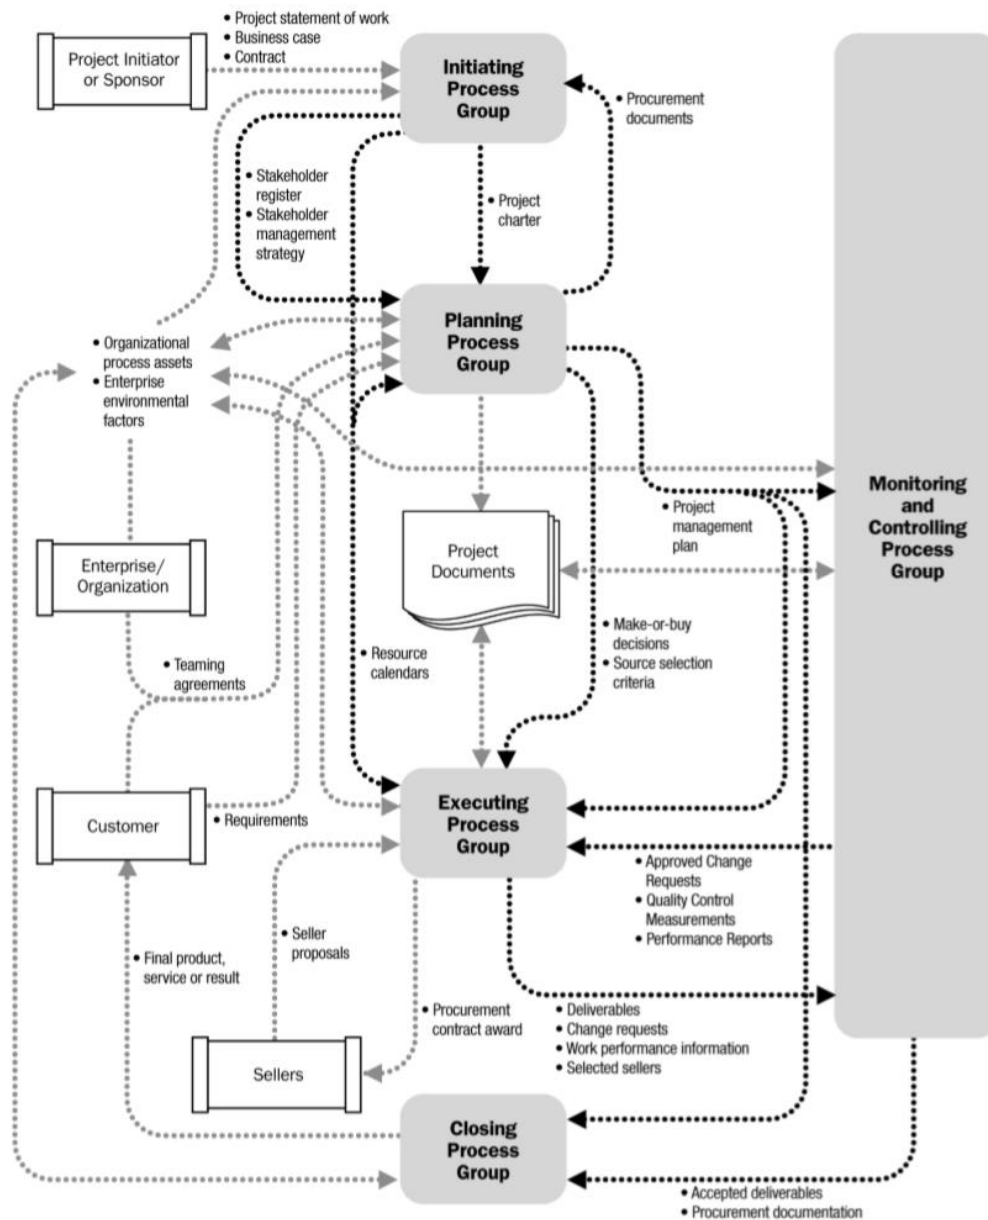 • Project statement of work
• Business case
• Contract
Project Initiator
or Sponsor
Initiating
Process
Group
• Procurement
documents
• Stakeholder
register
• Stakeholder
management
strategy
• Project
charter
Planning
Process
Group
• Organizational
process assets
• Enterprise
environmental
factors
Monitoring
and
Controlling
Process
Group
• Project
management
plan
Project
Documents
Enterprise/
Organization
• Make-or-buy
decisions
• Source selection
criteria
• Resource
calendars
• Teaming
agreements
Customer
• Requirements
Executing
Process
Group
• Approved Change
Requests
• Quality Control
Measurements
• Performance Reports
• Final product,
service or result
• Seller
proposals
• Procurement
contract award
• Deliverables
• Change requests
• Work performance information
• Selected sellers
Sellers
Closing
Process
Group
• Accepted deliverables
• Procurement documentation